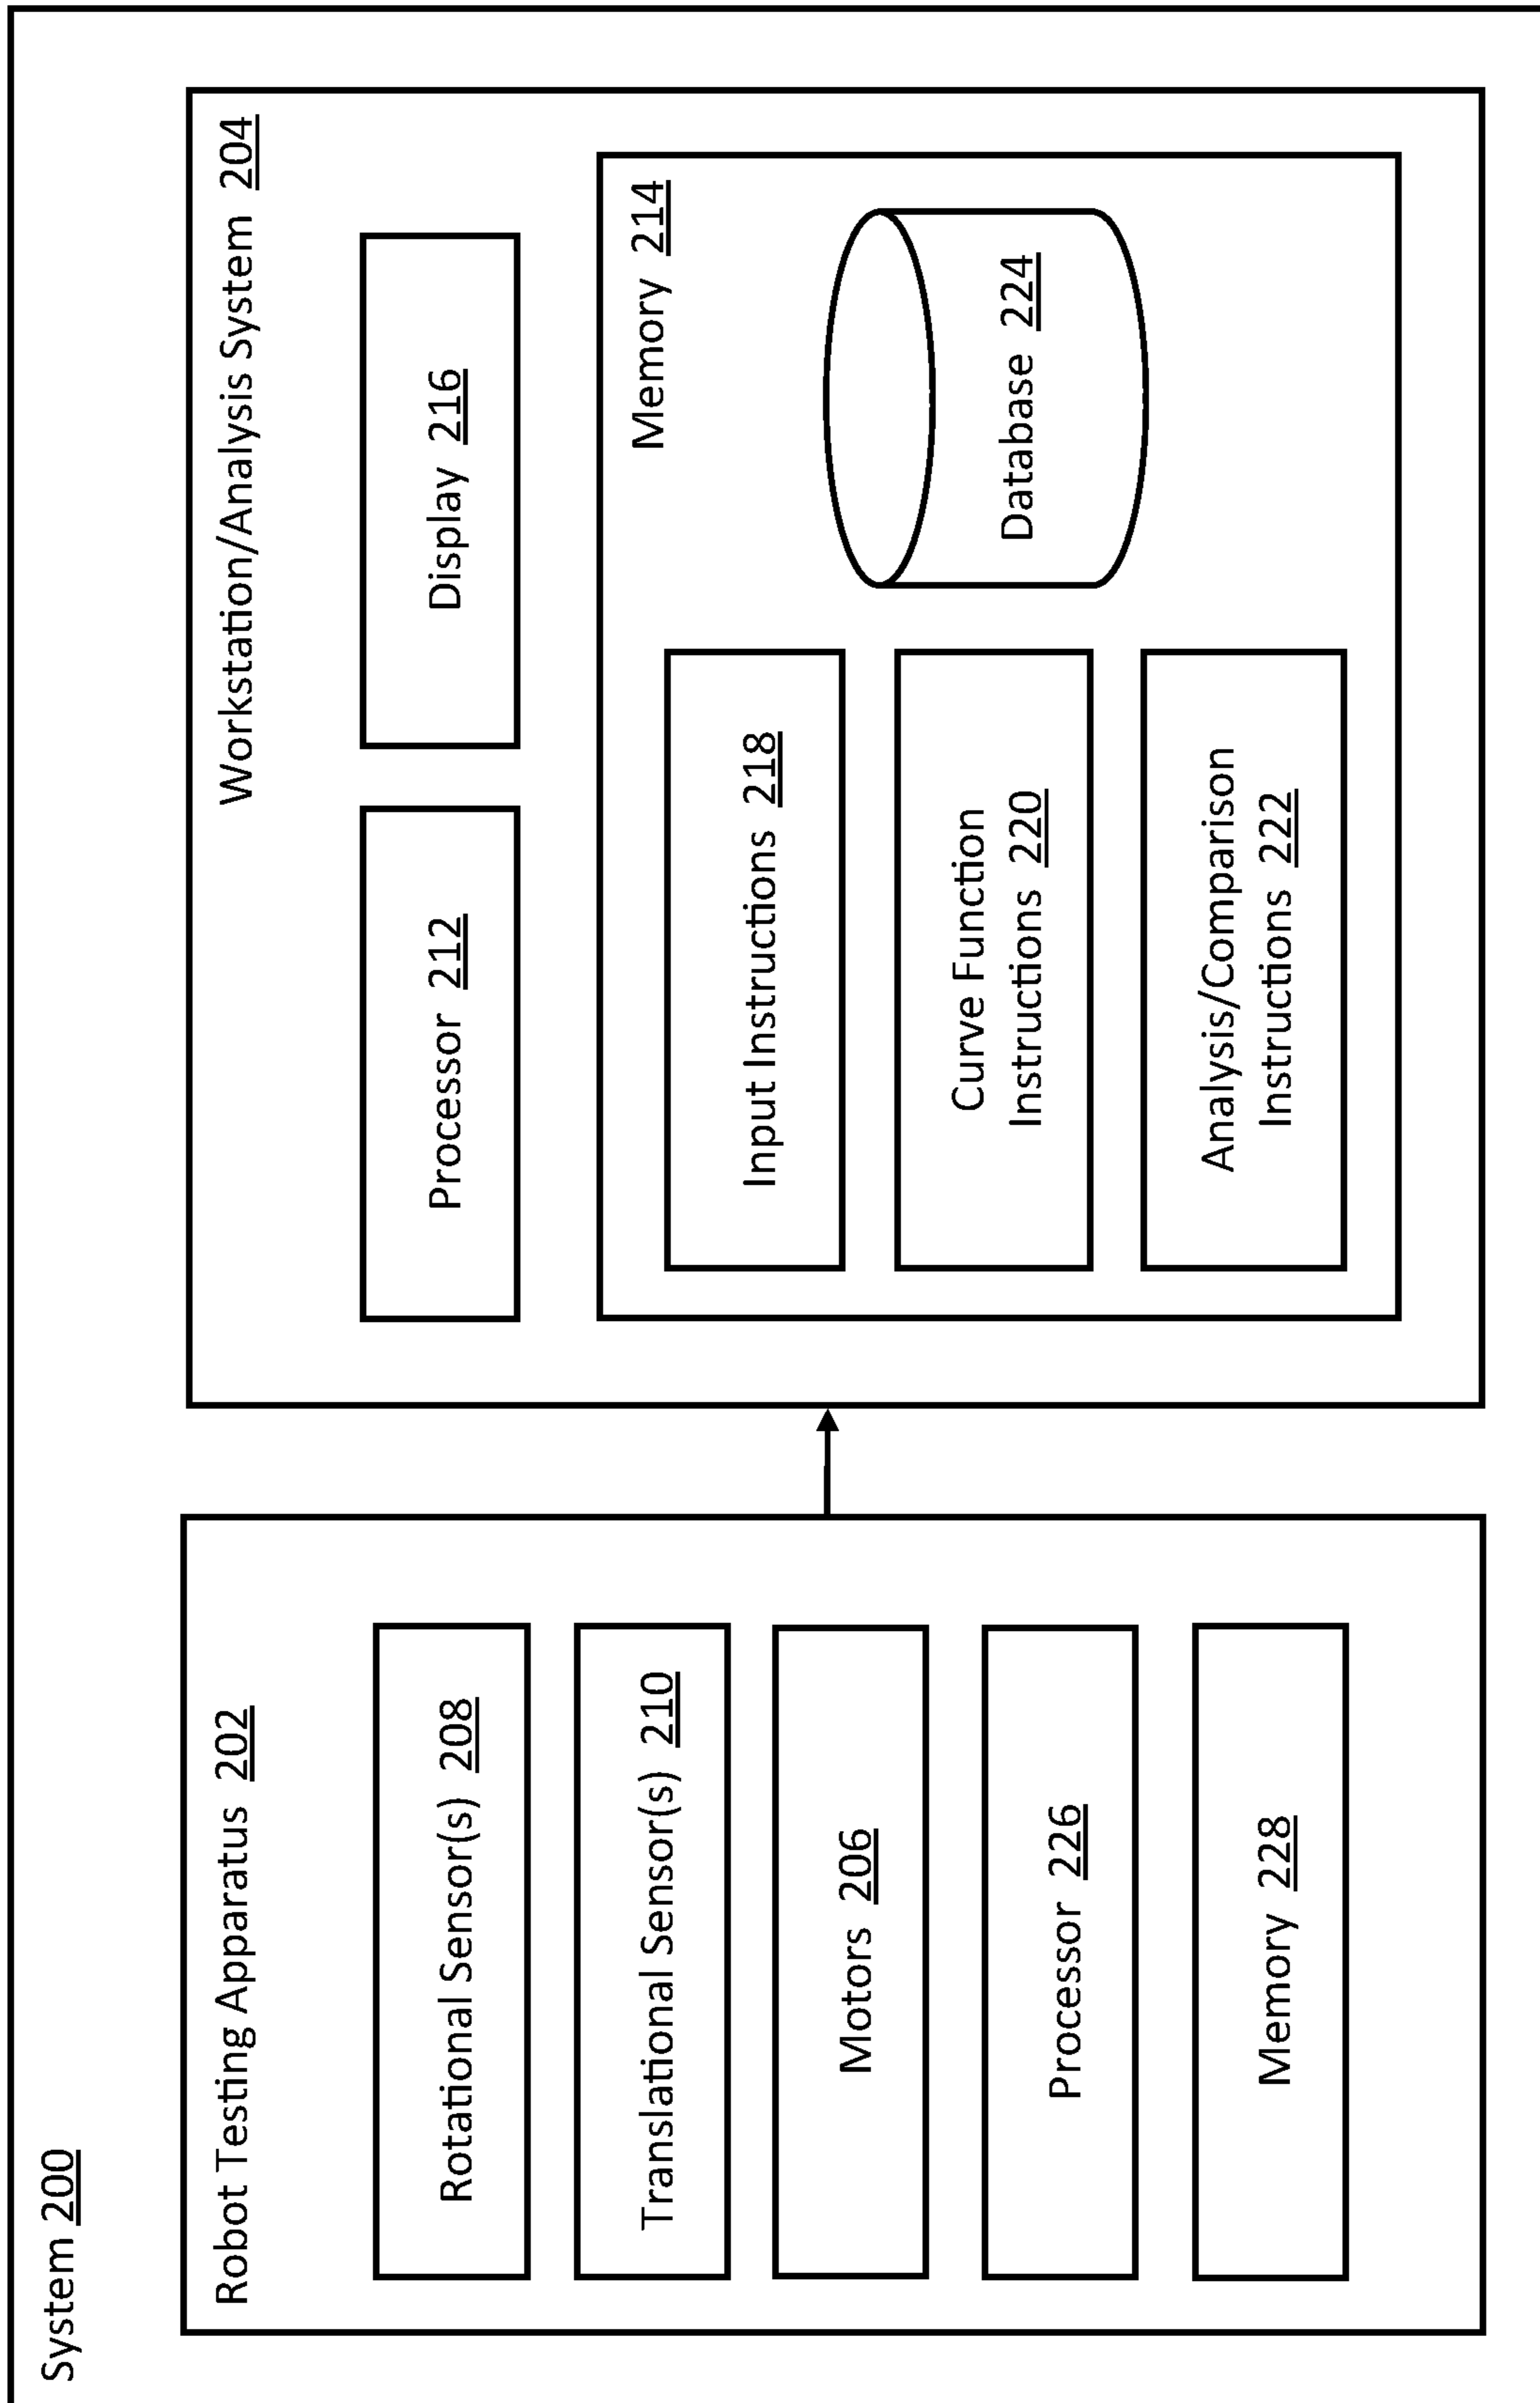 System 200
Robot Testing Apparatus 202
Rotational Sensor(s) 208
Translational Sensor(s) 210
Motors 206
Processor 226
Memory 228
Workstation/Analysis System 204
Processor 212
Display 216
Memory 214
Input Instructions 218
Curve Function
Instructions 220
Analysis/Comparison
Instructions 222
Database 224